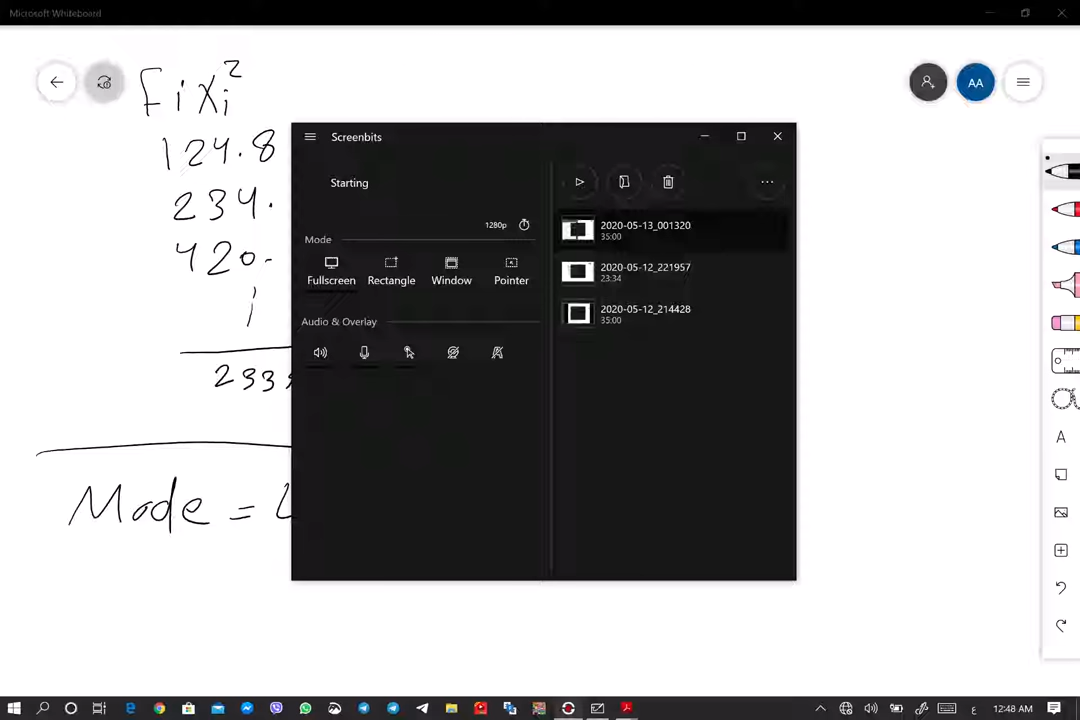 Microsoft Whiteboard
fixi²
124.8
234.
420.
233
Mode =
AA
Screenbits
Starting
1280p
Mode
Fullscreen
Rectangle
Window
Pointer
Audio & Overlay
2020-05-13_001320
35:00
2020-05-12_221957
23:34
2020-05-12_214428
35:00
A
ع
12:48 AM